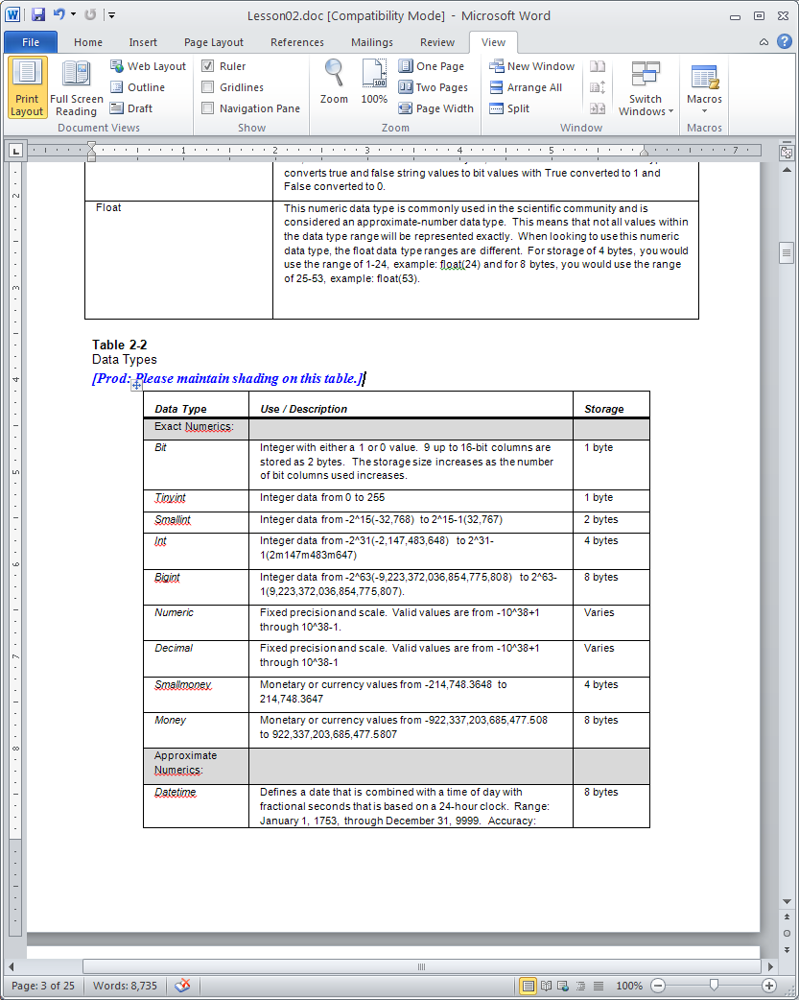 Lesson02.doc [Compatibility Mode] - Microsoft Word
File Home Insert Page Layout References Mailings Review View
Print Layout
Full Screen Reading
Web Layout
Outline
Draft
Document Views
Ruler
Gridlines
Navigation Pane
Show
Zoom
100%
One Page
Two Pages
Page Width
Zoom
New Window
Arrange All
Split
Switch Windows
Window
Macros
Macros
1 2 3 4 5 7
converts true and false string values to bit values with True converted to 1 and
False converted to 0.
Float
This numeric data type is commonly used in the scientific community and is
considered an approximate-number data type. This means that not all values within
the data type range will be represented exactly. When looking to use this numeric
data type, the float data type ranges are different. For storage of 4 bytes, you would
use the range of 1-24, example: float(24) and for 8 bytes, you would use the range
of 25-53, example: float(53).
Table 2-2
Data Types
[Prod: Please maintain shading on this table.]
Data Type Use / Description Storage
Exact Numerics:
Bit Integer with either a 1 or 0 value. 9 up to 16-bit columns are 1 byte
stored as 2 bytes. The storage size increases as the number
of bit columns used increases.
Tinyint Integer data from 0 to 255 1 byte
Smallint Integer data from -2^15(-32,768) to 2^15-1(32,767) 2 bytes
Int Integer data from -2^31(-2,147,483,648) to 2^31- 4 bytes
1(2m147m483m647)
Bigint Integer data from -2^63(-9,223,372,036,854,775,808) to 2^63- 8 bytes
1(9,223,372,036,854,775,807).
Numeric Fixed precision and scale. Valid values are from -10^38+1 Varies
through 10^38-1.
Decimal Fixed precision and scale. Valid values are from -10^38+1 Varies
through 10^38-1
Smallmoney Monetary or currency values from -214,748.3648 to 4 bytes
214,748.3647
Money Monetary or currency values from -922,337,203,685,477.508 8 bytes
to 922,337,203,685,477.5807
Approximate
Numerics:
Datetime Defines a date that is combined with a time of day with 8 bytes
fractional seconds that is based on a 24-hour clock. Range:
January 1, 1753, through December 31, 9999. Accuracy:
Page: 3 of 25 Words: 8,735 100%